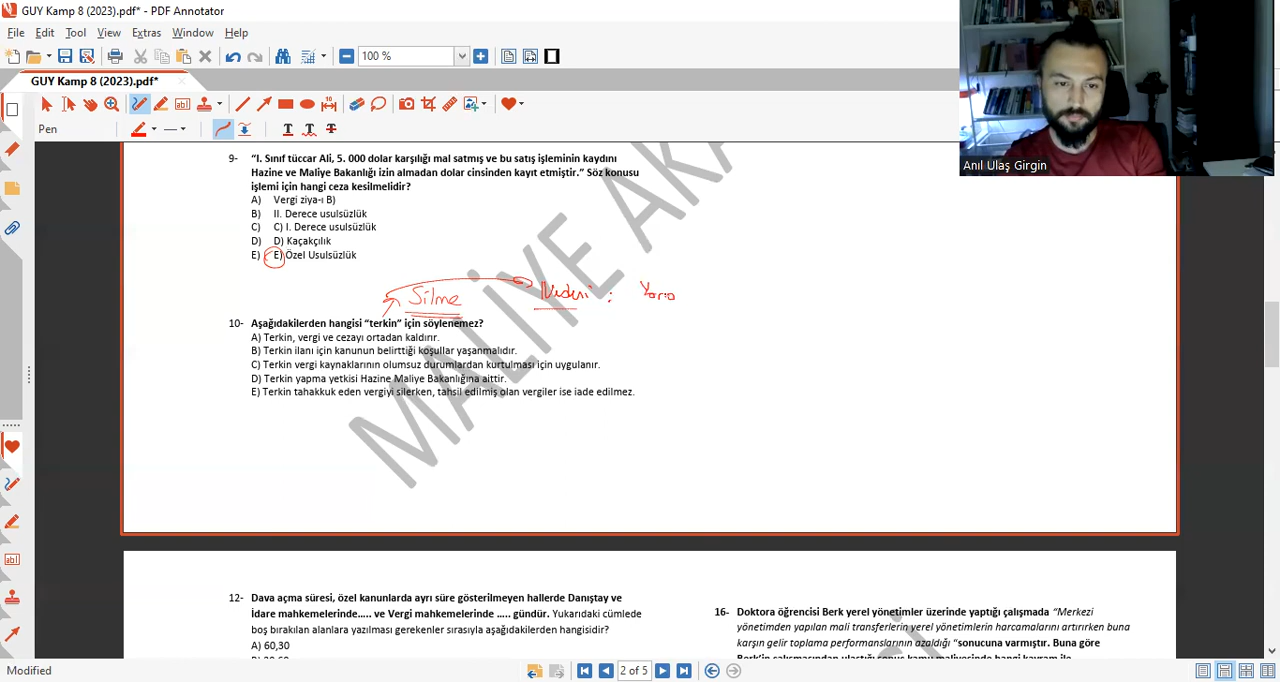 GUY Kamp 8 (2023).pdf* - PDF Annotator
File Edit Tool View Extras Window Help
100 %
GUY Kamp 8 (2023).pdf*
Pen
Anıl Ulaş Girgin
9- "I. Sınıf tüccar Ali, 5. 000 dolar karşılığı mal satmış ve bu satış işleminin kaydını
Hazine ve Maliye Bakanlığı izin almadan dolar cinsinden kayıt etmiştir." Söz konusu
işlemi için hangi ceza kesilmelidir?
A) Vergi ziya-ı B)
B) II. Derece usulsüzlük
C) C) I. Derece usulsüzlük
D) D) Kaçakçılık
E) E) Özel Usulsüzlük
Silme Nedeni :
10- Aşağıdakilerden hangisi "terkin" için söylenemez?
A) Terkin, vergi ve cezayı ortadan kaldırır.
B) Terkin ilanı için kanunun belirttiği koşullar yaşanmalıdır.
C) Terkin vergi kaynaklarının olumsuz durumlardan kurtulması için uygulanır.
D) Terkin yapma yetkisi Hazine Maliye Bakanlığına aittir.
E) Terkin tahakkuk eden vergiyi silerken, tahsil edilmiş olan vergiler ise iade edilmez.
MALİYE AKA
12- Dava açma süresi, özel kanunlarda ayrı süre gösterilmeyen hallerde Danıştay ve
İdare mahkemelerinde..... ve Vergi mahkemelerinde ..... gündür. Yukarıdaki cümlede
boş bırakılan alanlara yazılması gerekenler sırasıyla aşağıdakilerden hangisidir?
A) 60,30
16- Doktora öğrencisi Berk yerel yönetimler üzerinde yaptığı çalışmada "Merkezi
yönetimden yapılan mali transferlerin yerel yönetimlerin harcamalarını artırırken buna
karşın gelir toplama performanslarının azaldığı "sonucuna varmıştır. Buna göre
Modified
2 of 5